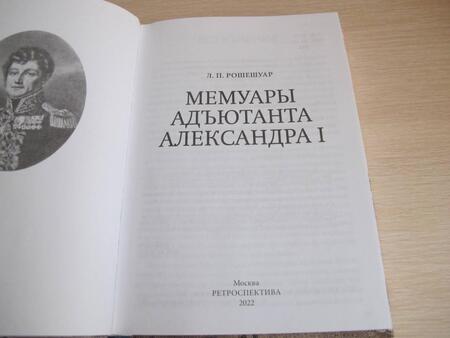 Л. П. РОШЕШУАР
МЕМУАРЫ
АДЪЮТАНТА
АЛЕКСАНДРА I
Москва
РЕТРОСПЕКТИВА
2022